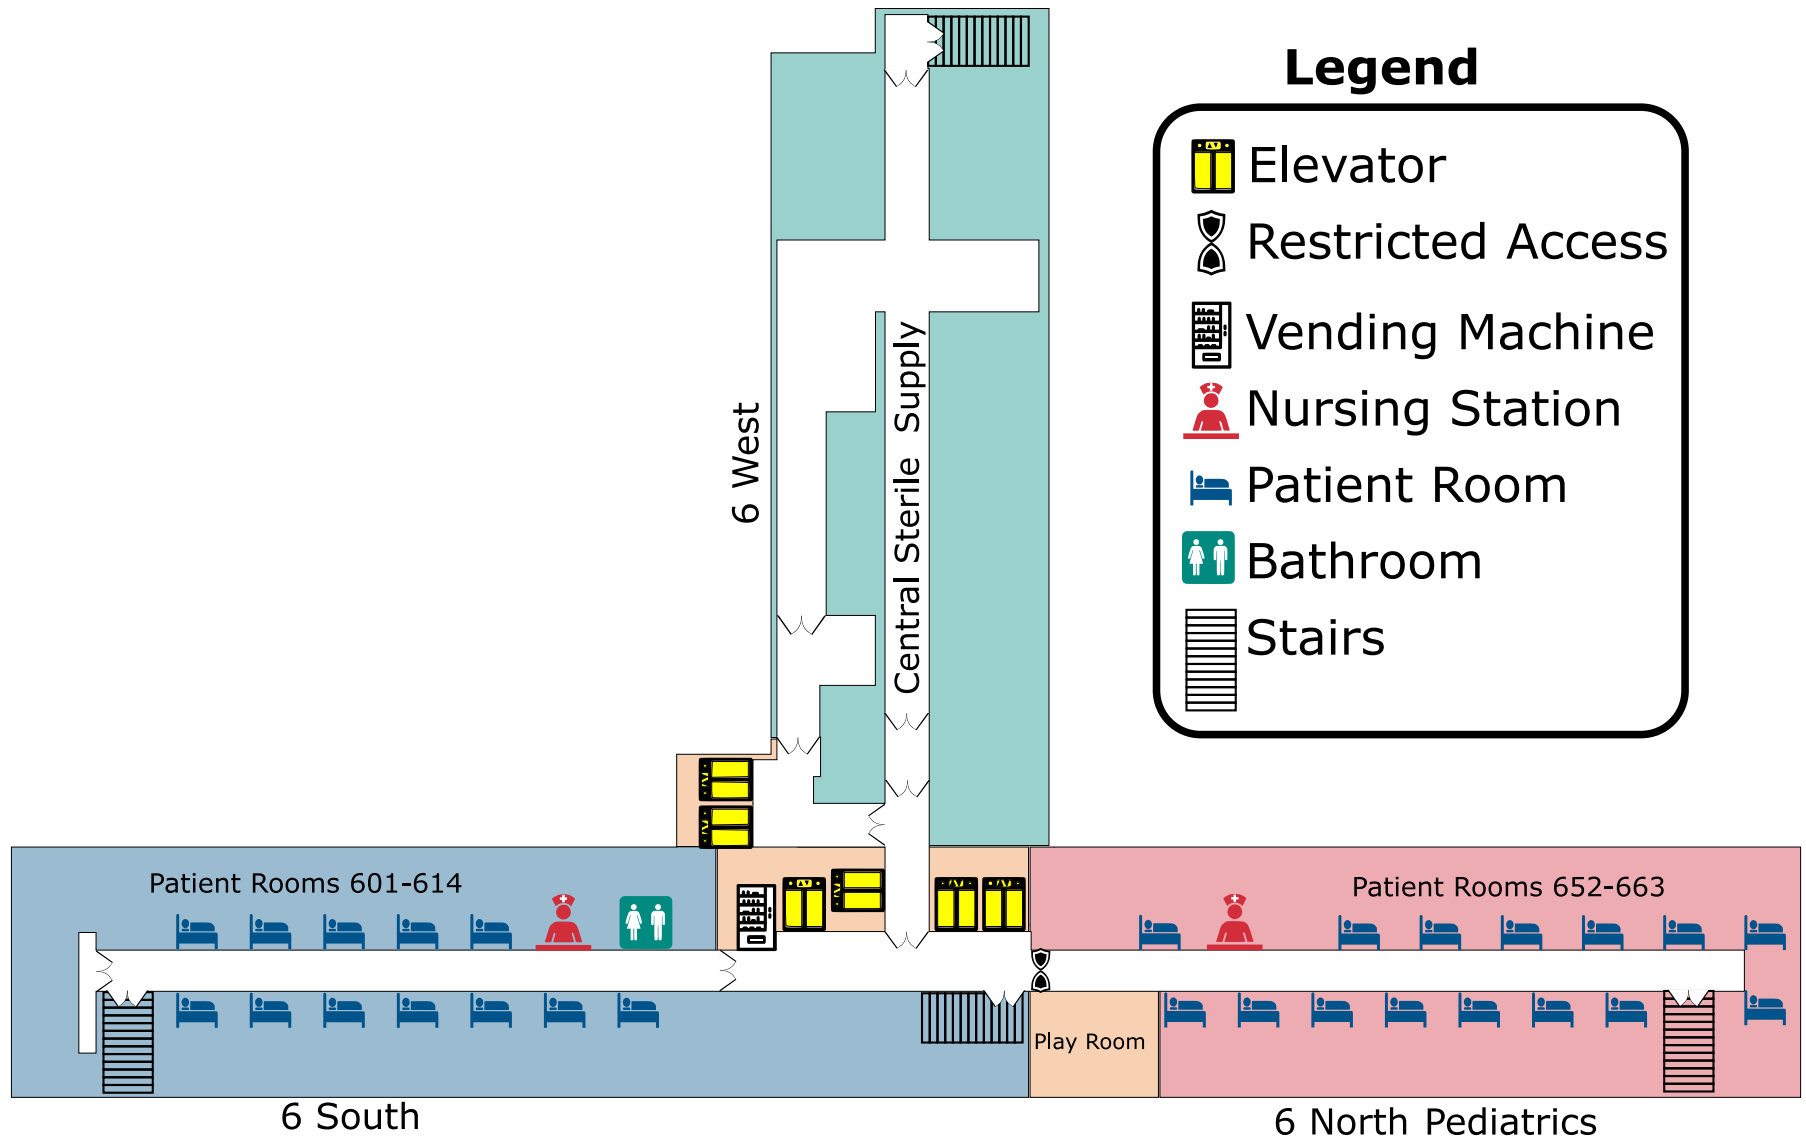 Legend
Elevator
Restricted Access
Vending Machine
Nursing Station
Patient Room
Bathroom
Stairs
6 West
Central Sterile Supply
Patient Rooms 601-614
Patient Rooms 652-663
Play Room
6 South
6 North Pediatrics